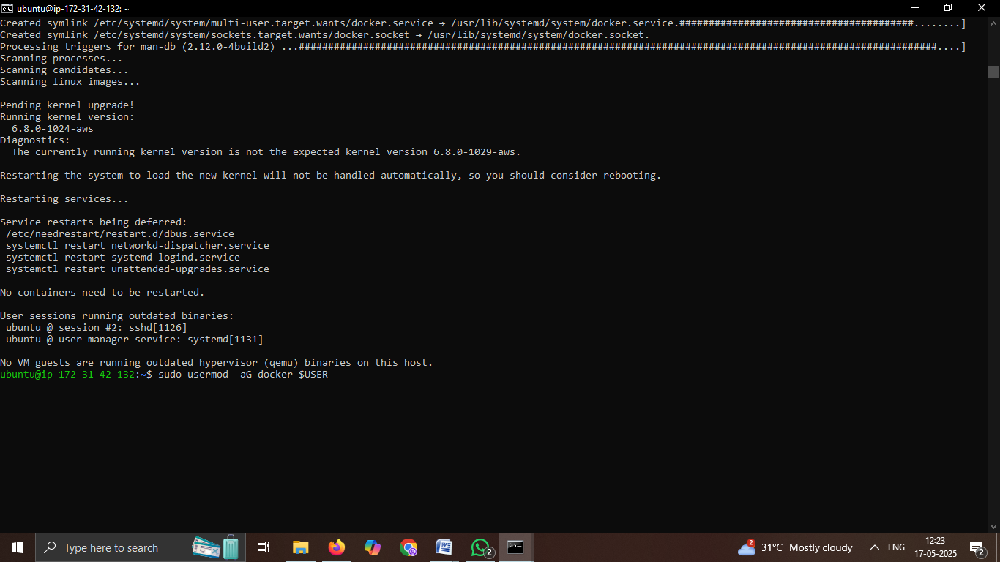 ubuntu@ip-172-31-42-132: ~
Created symlink /etc/systemd/system/multi-user.target.wants/docker.service → /usr/lib/systemd/system/docker.service.########################################........]
Created symlink /etc/systemd/system/sockets.target.wants/docker.socket → /usr/lib/systemd/system/docker.socket.
Processing triggers for man-db (2.12.0-4build2) ...#############################################################################################################....]
Scanning processes...
Scanning candidates...
Scanning linux images...
Pending kernel upgrade!
Running kernel version:
6.8.0-1024-aws
Diagnostics:
The currently running kernel version is not the expected kernel version 6.8.0-1029-aws.
Restarting the system to load the new kernel will not be handled automatically, so you should consider rebooting.
Restarting services...
Service restarts being deferred:
/etc/needrestart/restart.d/dbus.service
systemctl restart networkd-dispatcher.service
systemctl restart systemd-logind.service
systemctl restart unattended-upgrades.service
No containers need to be restarted.
User sessions running outdated binaries:
ubuntu @ session #2: sshd[1126]
ubuntu @ user manager service: systemd[1131]
No VM guests are running outdated hypervisor (qemu) binaries on this host.
ubuntu@ip-172-31-42-132:~$ sudo usermod -aG docker $USER
Type here to search
2
2
31°C Mostly cloudy
ENG
12:23
17-05-2025
2